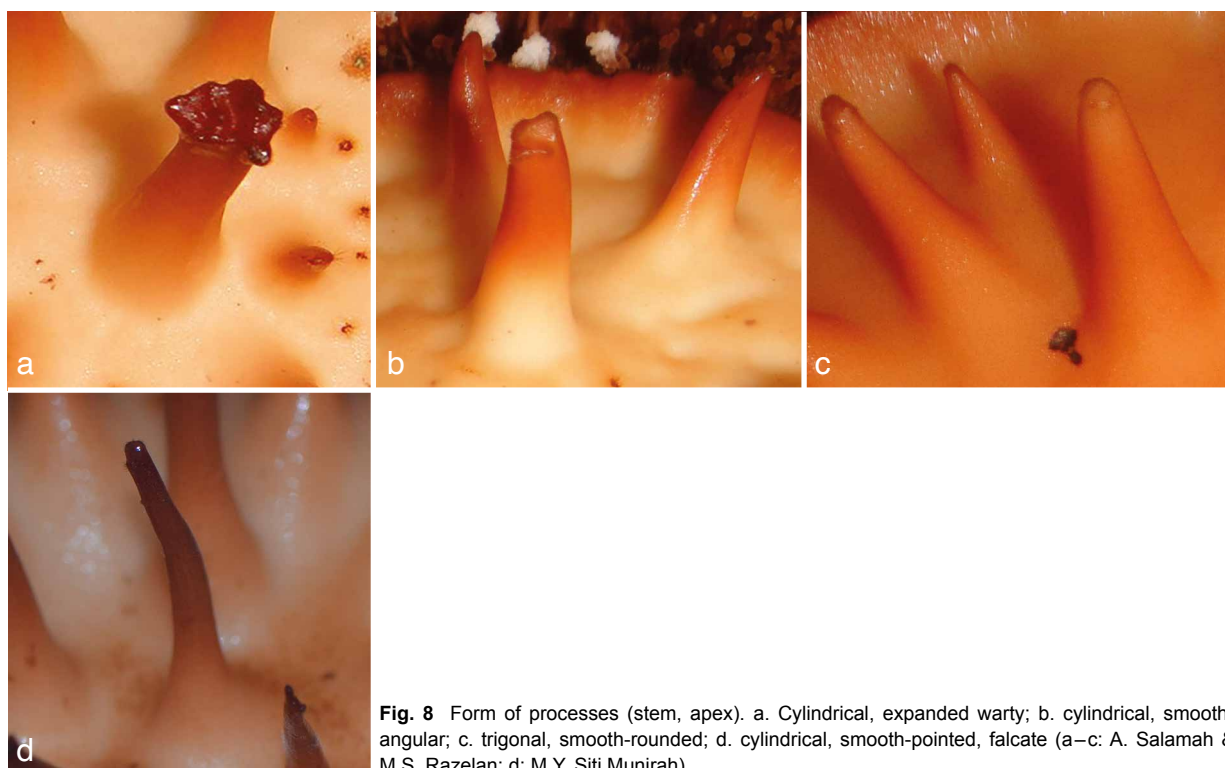 a
b
c
d
Fig. 8 Form of processes (stem, apex). a. Cylindrical, expanded warty; b. cylindrical, smooth
angular; c. trigonal, smooth-rounded; d. cylindrical, smooth-pointed, falcate (a–c: A. Salamah &
M.S. Razelan; d: M.Y. Siti Munirah)